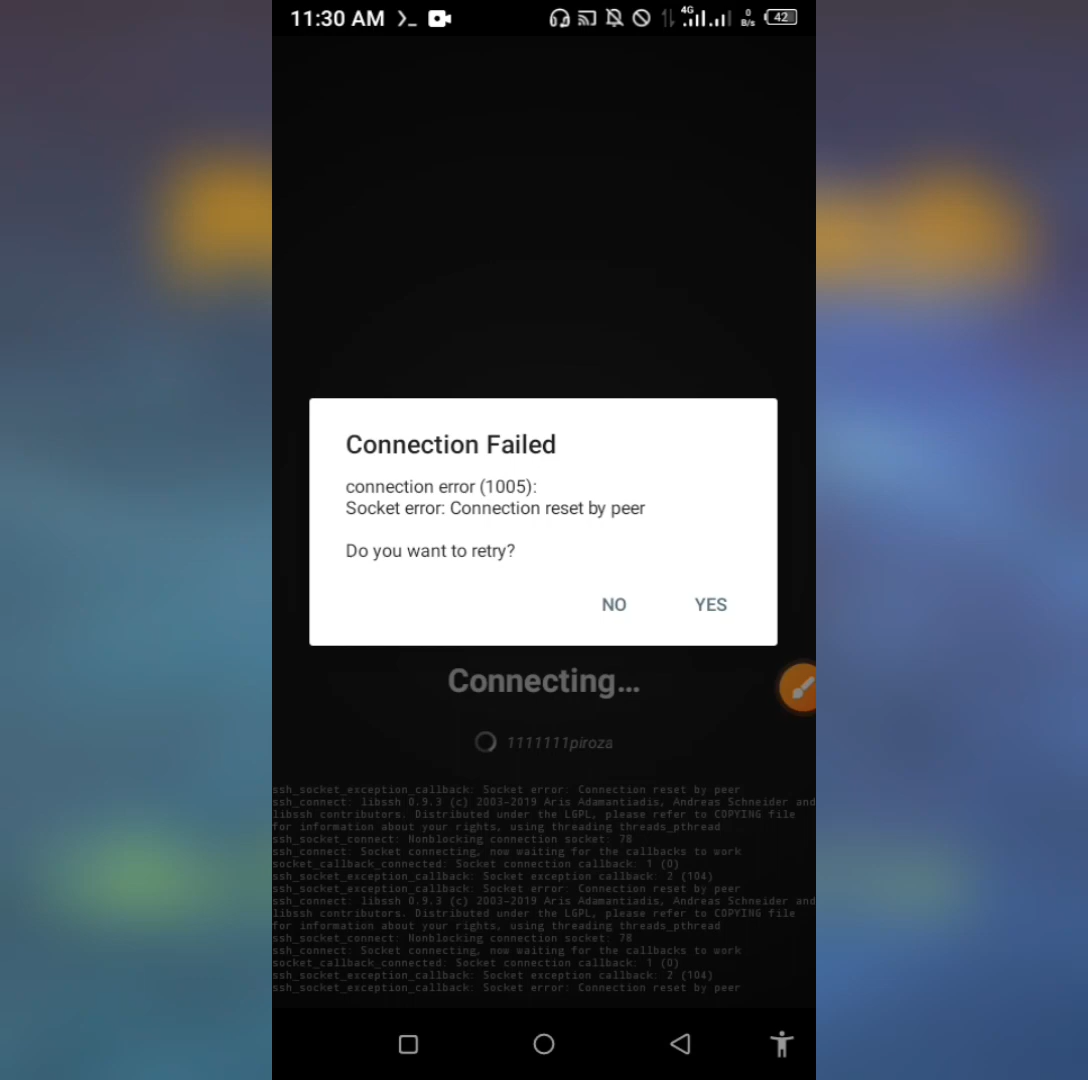 11:30 AM
4G
0
B/s
42
Connection Failed
connection error (1005):
Socket error: Connection reset by peer
Do you want to retry?
NO YES
Connecting...
1111111piroza
ssh_socket_exception_callback: Socket error: Connection reset by peer
ssh_connect: libssh 0.9.3 (c) 2003-2019 Aris Adamantiadis, Andreas Schneider and
libssh contributors. Distributed under the LGPL, please refer to COPYING file
for information about your rights, using threading threads_pthread
ssh_socket_connect: Nonblocking connection socket: 78
ssh_connect: Socket connecting, now waiting for the callbacks to work
socket_callback_connected: Socket connection callback: 1 (0)
ssh_socket_exception_callback: Socket exception callback: 2 (104)
ssh_socket_exception_callback: Socket error: Connection reset by peer
ssh_connect: libssh 0.9.3 (c) 2003-2019 Aris Adamantiadis, Andreas Schneider and
libssh contributors. Distributed under the LGPL, please refer to COPYING file
for information about your rights, using threading threads_pthread
ssh_socket_connect: Nonblocking connection socket: 78
ssh_connect: Socket connecting, now waiting for the callbacks to work
socket_callback_connected: Socket connection callback: 1 (0)
ssh_socket_exception_callback: Socket exception callback: 2 (104)
ssh_socket_exception_callback: Socket error: Connection reset by peer